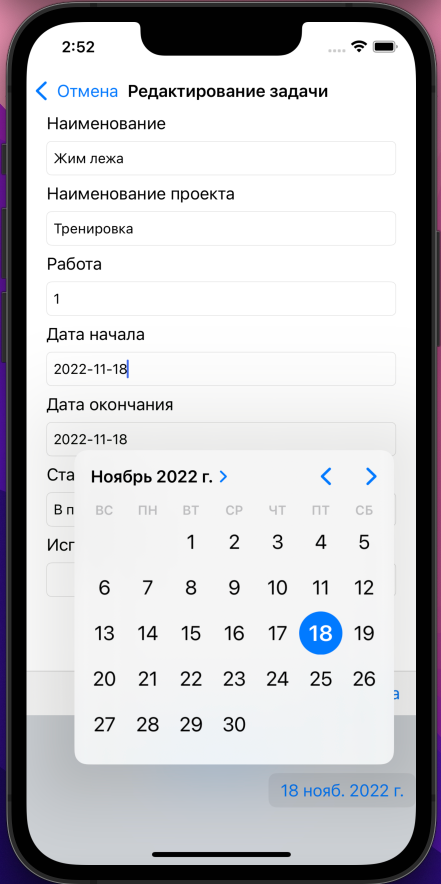 2:52
Отмена Редактирование задачи
Наименование
Жим лежа
Наименование проекта
Тренировка
Работа
1
Дата начала
2022-11-18
Дата окончания
2022-11-18
Ста
В п
Исп
Ноябрь 2022 г.
ВС ПН ВТ СР ЧТ ПТ СБ
1 2 3 4 5
6 7 8 9 10 11 12
13 14 15 16 17 18 19
20 21 22 23 24 25 26
27 28 29 30
а
18 нояб. 2022 г.